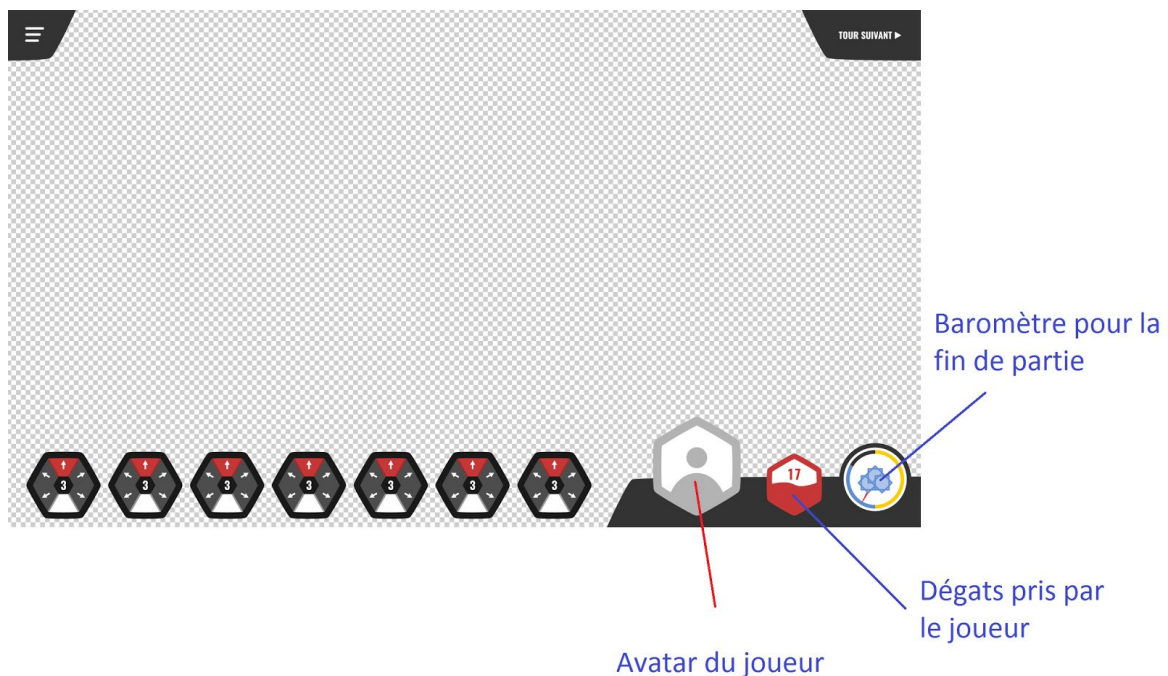 TOUR SUIVANT
Baromètre pour la
fin de partie
3 3 3 3 3 3 3
17
Dégats pris par
le joueur
Avatar du joueur